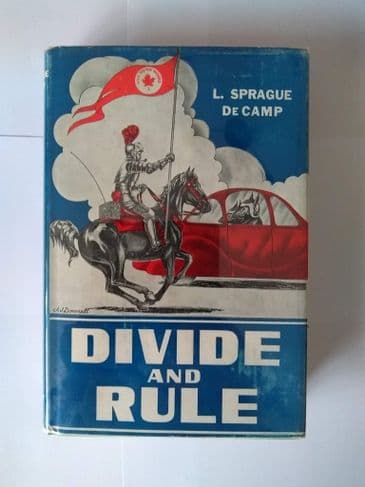 L. SPRAGUE
DE CAMP
DIVIDE
AND
RULE